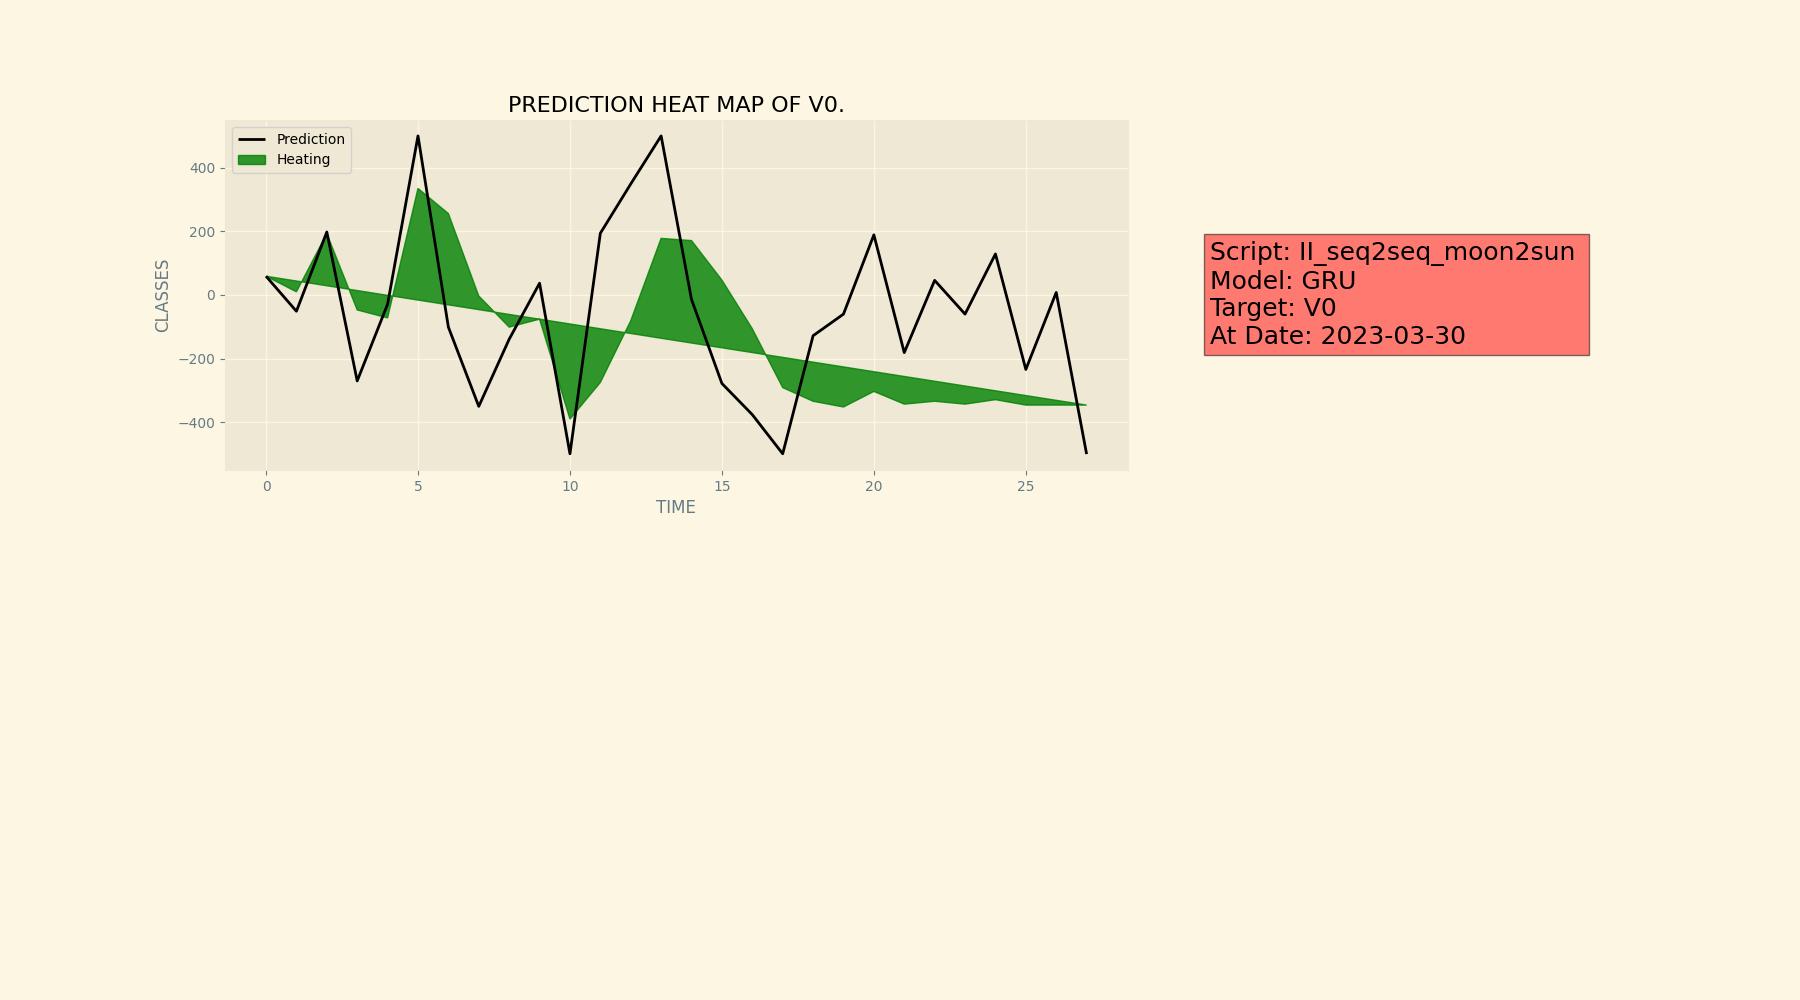 PREDICTION HEAT MAP OF V0.
Prediction
Heating
400
200
0
−200
−400
CLASSES
0 5 10 15 20 25
TIME
Script: II_seq2seq_moon2sun
Model: GRU
Target: V0
At Date: 2023-03-30